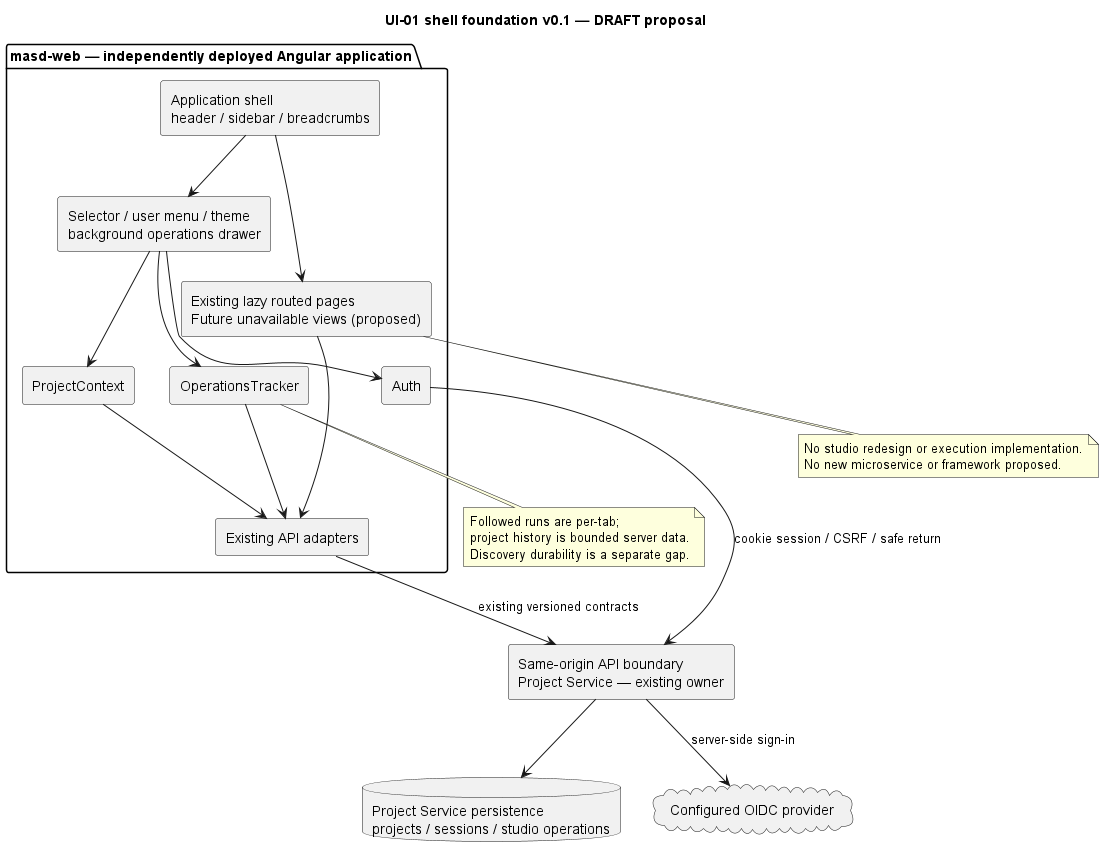 UI-01 shell foundation v0.1 — DRAFT proposal
masd-web — independently deployed Angular application
Application shell
header / sidebar / breadcrumbs
Selector / user menu / theme
background operations drawer
Existing lazy routed pages
Future unavailable views (proposed)
ProjectContext
OperationsTracker
Auth
No studio redesign or execution implementation.
No new microservice or framework proposed.
Existing API adapters
Followed runs are per-tab;
project history is bounded server data.
Discovery durability is a separate gap.
cookie session / CSRF / safe return
existing versioned contracts
Same-origin API boundary
Project Service — existing owner
server-side sign-in
Project Service persistence
projects / sessions / studio operations
Configured OIDC provider